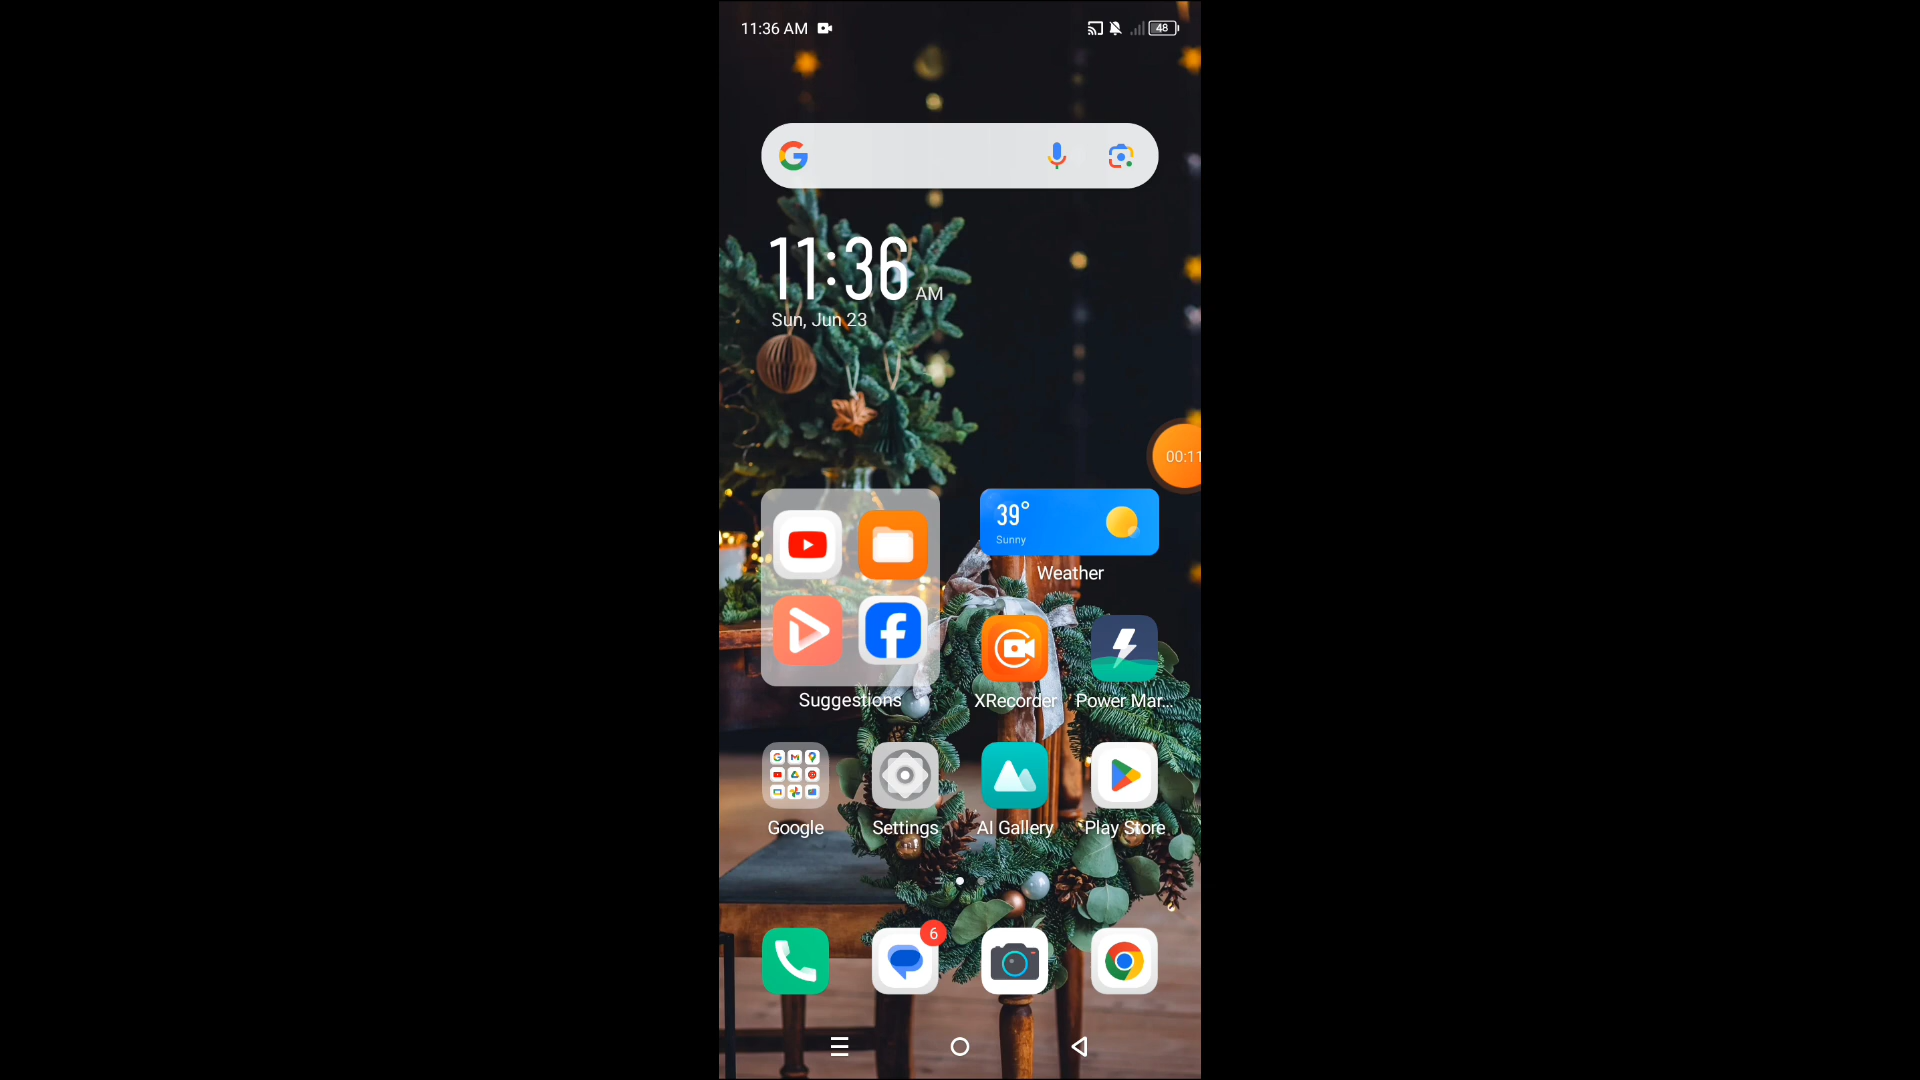 11:36 AM
48
11:36 AM
Sun, Jun 23
00:11
39°
Sunny
Weather
Suggestions
XRecorder
Power Mar...
Google
Settings
AI Gallery
Play Store
6